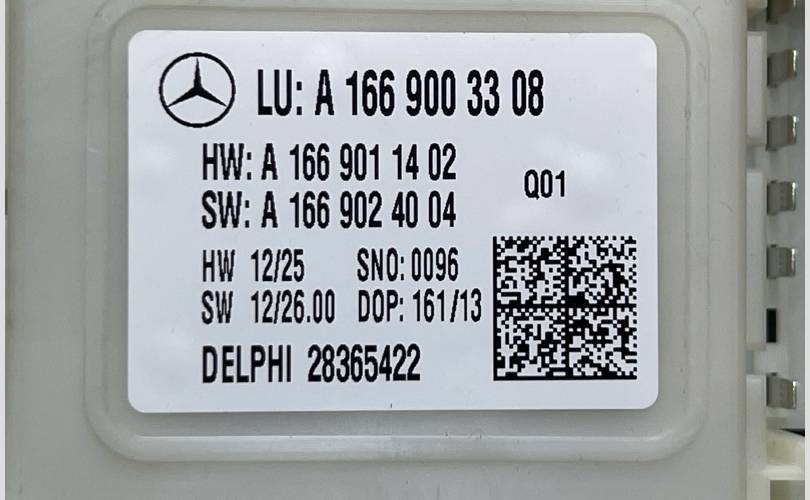 LU: A 166 900 33 08
HW: A 166 901 14 02
Q01
SW: A 166 902 40 04
HW 12/25 SNO: 0096
SW 12/26.00 DOP: 161/13
DELPHI 28365422